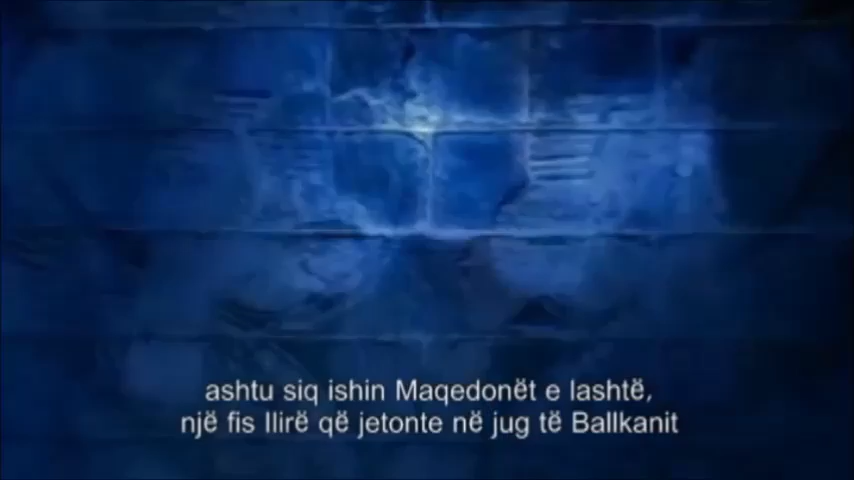 ashtu siq ishin Maqedonët e lashtë,
një fis Ilirë që jetonte në jug të Ballkanit